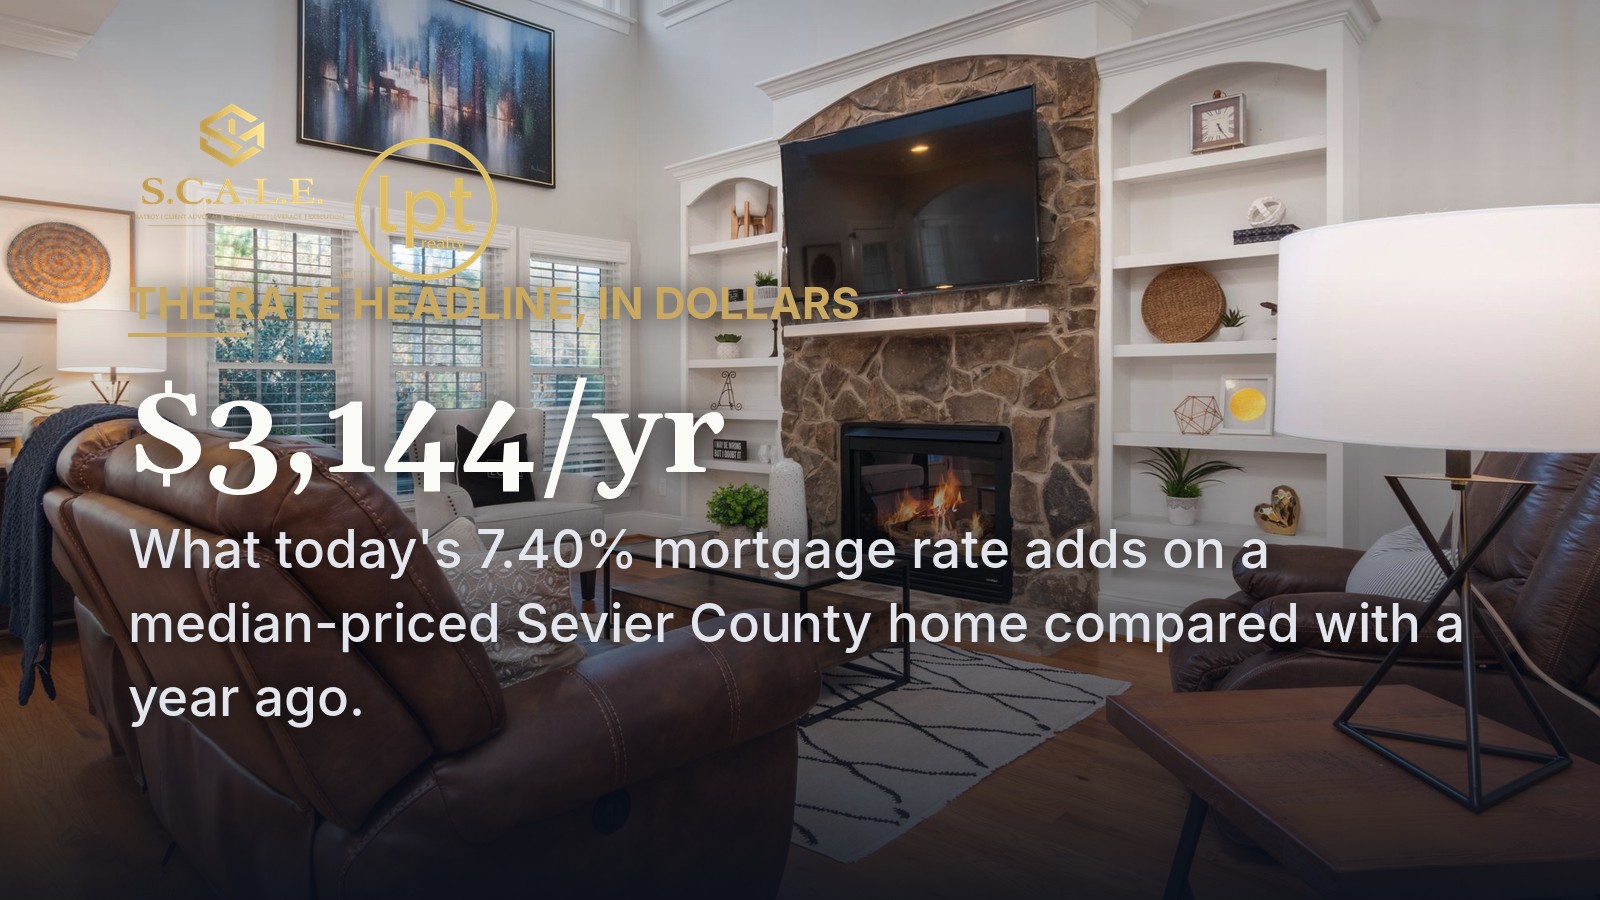 S.C.A.L.E.
lpt
realty
THE RATE HEADLINE, IN DOLLARS
$3,144/yr
What today's 7.40% mortgage rate adds on a
median-priced Sevier County home compared with a
year ago.